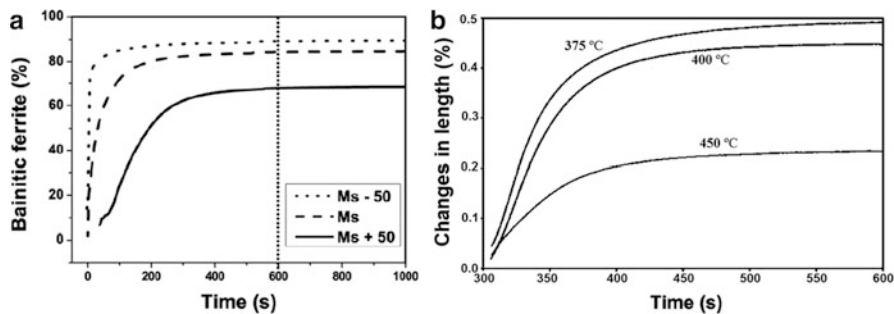 a
Bainitic ferrite (%)
100
80
60
40
20
0
Ms - 50
Ms
Ms + 50
0
200
400
600
800
1000
Time (s)
b
Changes in length (%)
0.5
0.4
0.3
0.2
0.1
0.0
375 °C
400 °C
450 °C
300
350
400
450
500
550
600
Time (s)